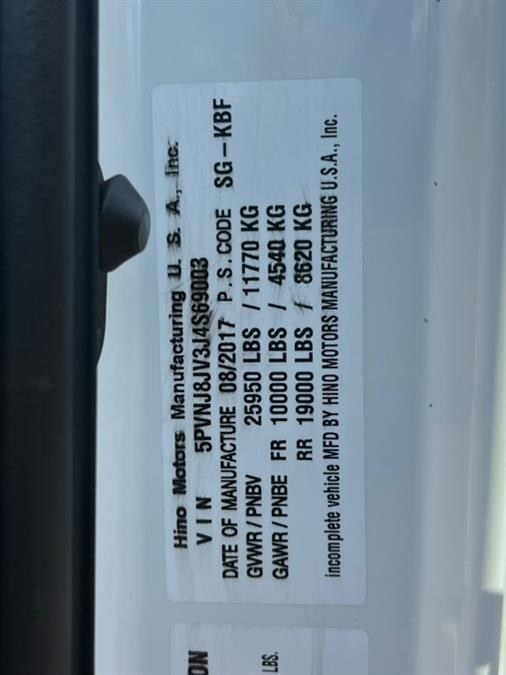 Hino Motors Manufacturing U. S. A., Inc.
VIN 5PVNJ8JV3J4S69003
DATE OF MANUFACTURE 08/2017 P.S.CODE SG-KBF
GVWR/PNBV 25950 LBS / 11770 KG
GAWR/PNBE FR 10000 LBS / 4540 KG
RR 19000 LBS / 8620 KG
incomplete vehicle MFD BY HINO MOTORS MANUFACTURING U.S.A., Inc.
LBS.